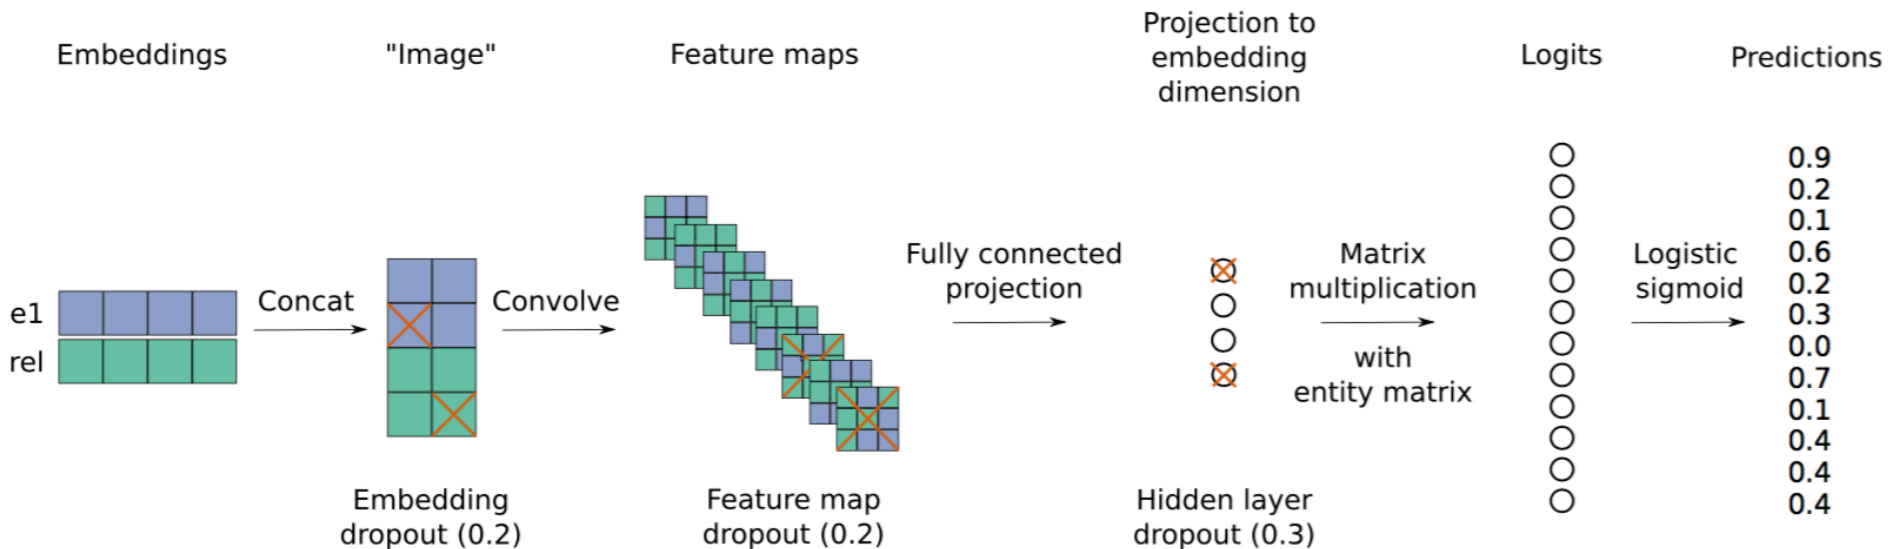 Embeddings
"Image"
Feature maps
Projection to
embedding
dimension
Logits
Predictions
e1
rel
Concat
Convolve
Fully connected
projection
Matrix
multiplication
with
entity matrix
Logistic
sigmoid
0.9
0.2
0.1
0.6
0.2
0.3
0.0
0.7
0.1
0.4
0.4
0.4
Embedding
dropout (0.2)
Feature map
dropout (0.2)
Hidden layer
dropout (0.3)